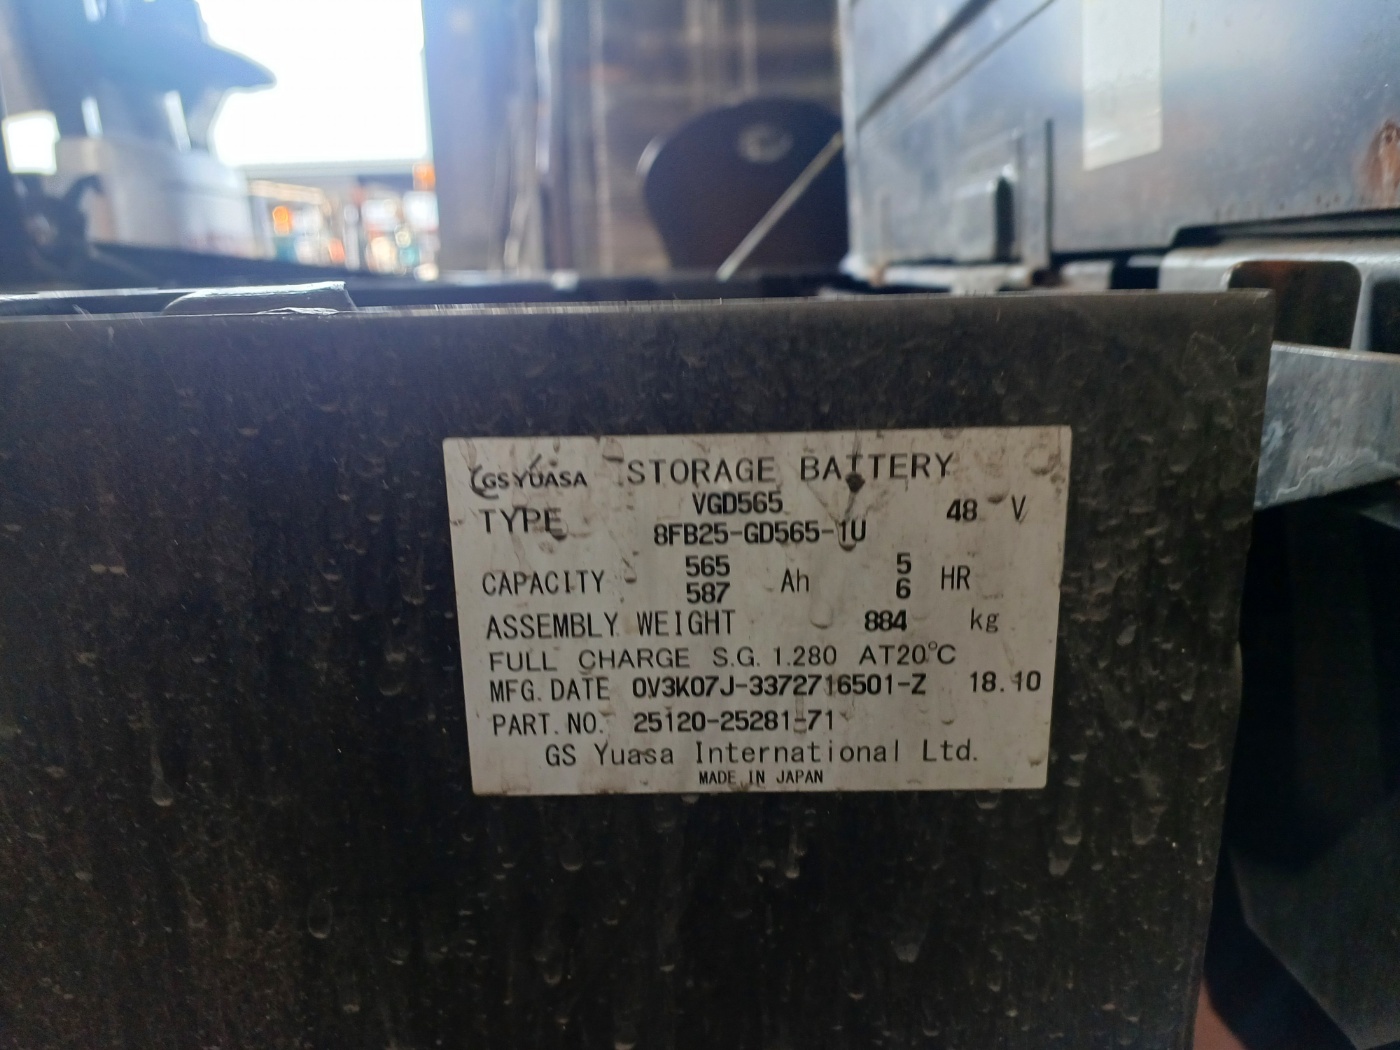 GS YUASA STORAGE BATTERY
TYPE VGD565 8FB25-GD565-1U 48 V
CAPACITY 565 587 Ah 5 6 HR
ASSEMBLY WEIGHT 884 kg
FULL CHARGE S.G. 1.280 AT20°C
MFG. DATE 0V3K07J-3372716501-Z 18.10
PART. NO. 25120-25281-71
GS Yuasa International Ltd.
MADE IN JAPAN